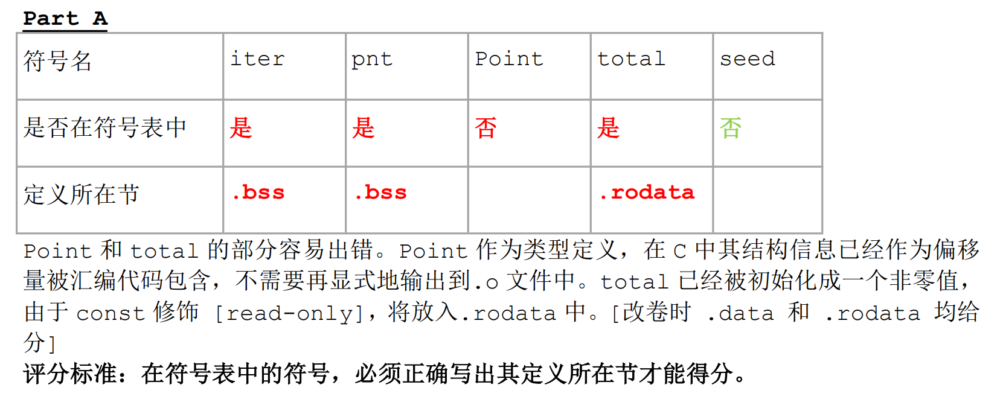 Part A
符号名 iter pnt Point total seed
是否在符号表中 是 是 否 是 否
定义所在节 .bss .bss .rodata
Point 和 total 的部分容易出错。Point 作为类型定义，在 C 中其结构信息已经作为偏移
量被汇编代码包含，不需要再显式地输出到.o 文件中。total 已经被初始化成一个非零值，
由于 const 修饰 [read-only]，将放入.rodata 中。[改卷时 .data 和 .rodata 均给
分]
评分标准：在符号表中的符号，必须正确写出其定义所在节才能得分。